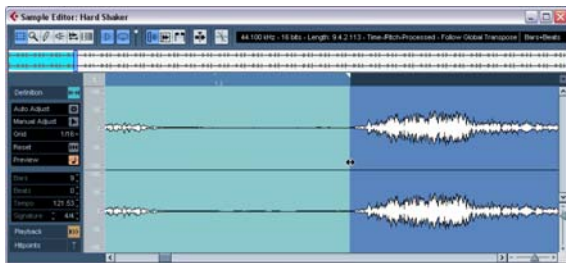 Sample Editor: Hard Shaker
44.100 kHz - 16 bits - Length: 9.4.2.113 - Time-/Pitch-Processed - Follow Global Transpose Bars+Beats
Definition
Auto Adjust
Manual Adjust
Grid 1/16
Reset
Preview
Bars 9
Beats 0
Tempo 121.53
Signature 4/4
Playback
Hitpoints